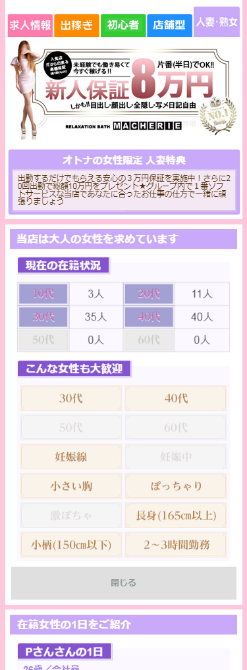 求人情報
出稼ぎ
初心者
店舗型
人妻・熟女
未経験でも働きやすくて
今すぐ稼げる!!
片番(半日)でOK!!
新人保証8万円
しかも!!目出し顔出し全隠し写メ日記自由
RELAXATION BATH MACHERIE
NO.1
オトナの女性限定 人妻特典
出勤するだけでもらえる安心の3万円保証を実施中!さらに2
0回出勤で総額10万円をプレゼント★グループ内で1番ソフ
トサービスな当店であなたに合ったお仕事の仕方で一緒に頑
張りましょう
当店は大人の女性を求めています
現在の在籍状況
10代 3人 20代 11人
30代 35人 40代 40人
50代 0人 60代 0人
こんな女性も大歓迎
30代 40代
50代 60代
妊娠線 妊娠中
小さい胸 ぽっちゃり
激ぽちゃ 長身(165cm以上)
小柄(150cm以下) 2~3時間勤務
閉じる
在籍女性の1日をご紹介
Pさんさんの1日
26歳/会社員